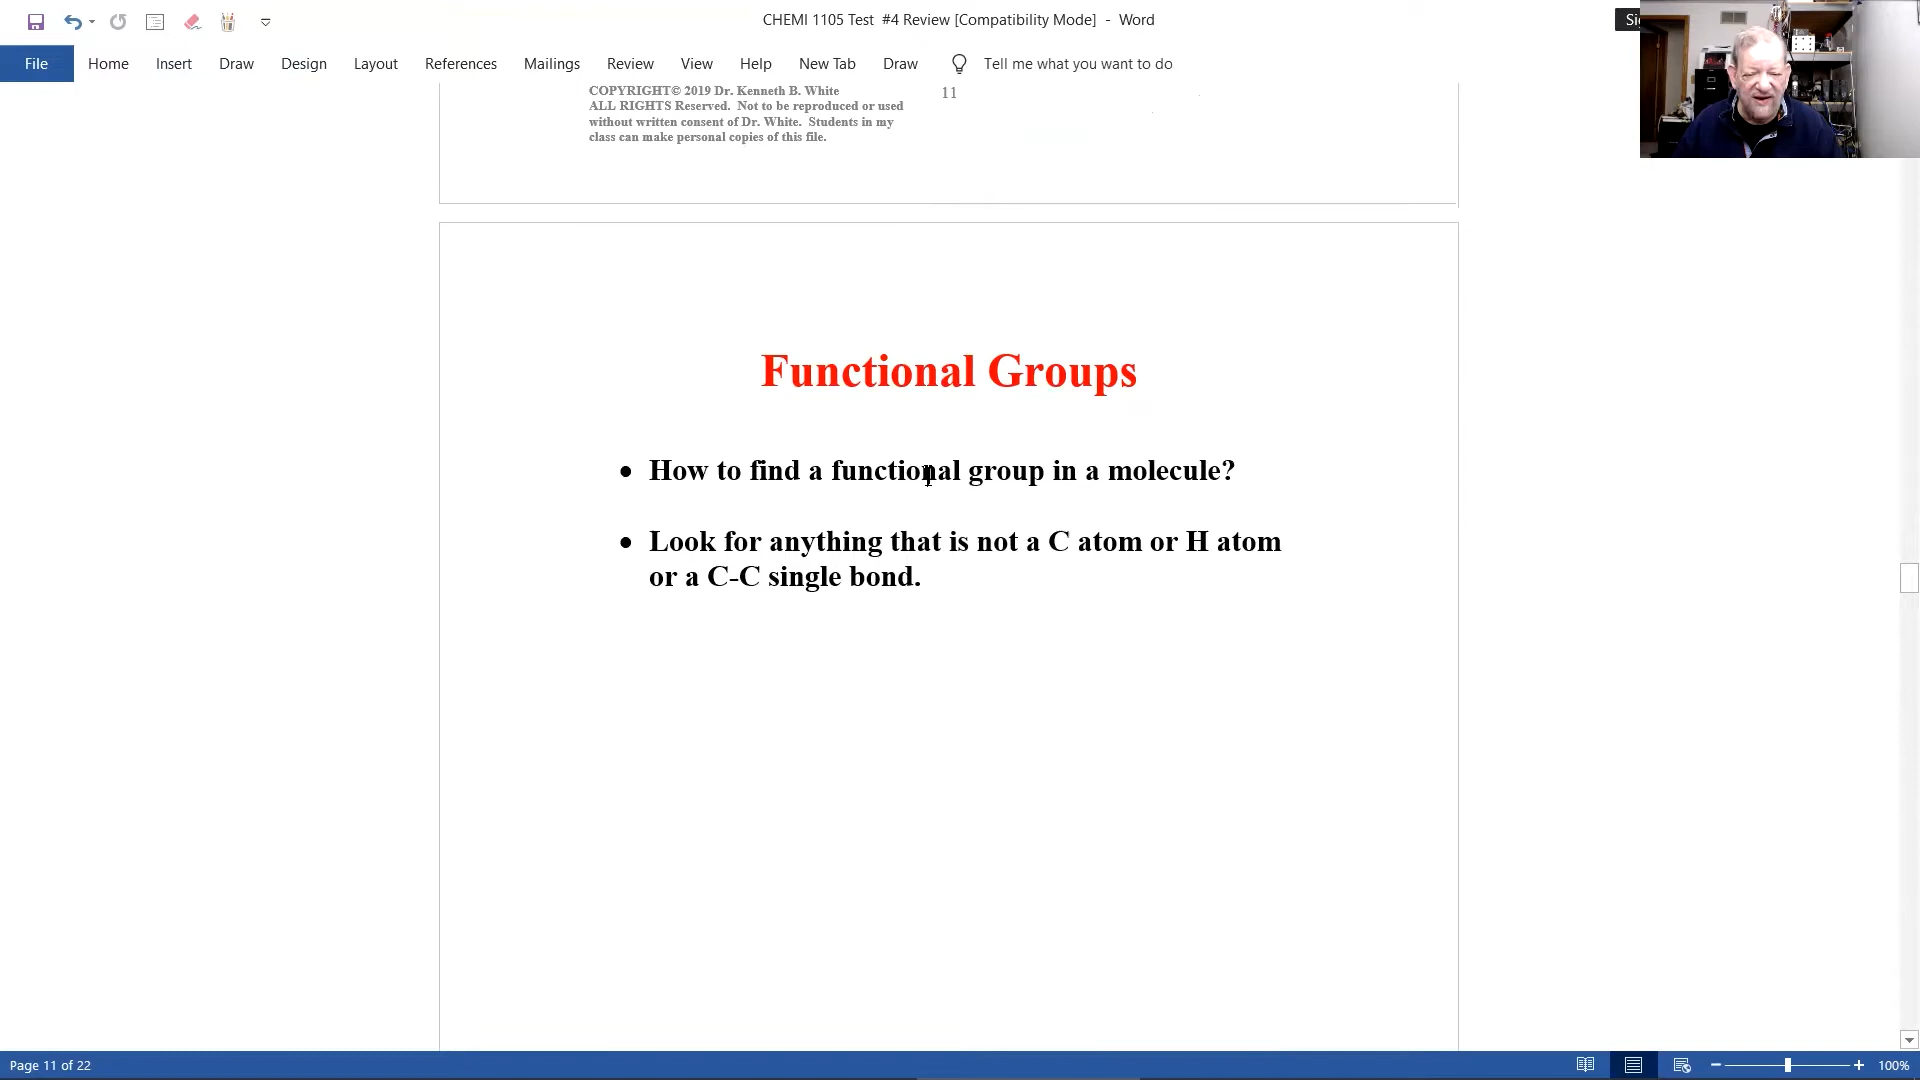 CHEMI 1105 Test #4 Review [Compatibility Mode] - Word
File Home Insert Draw Design Layout References Mailings Review View Help New Tab Draw Tell me what you want to do
COPYRIGHT© 2019 Dr. Kenneth B. White
ALL RIGHTS Reserved. Not to be reproduced or used
without written consent of Dr. White. Students in my
class can make personal copies of this file.
11
Functional Groups
• How to find a functional group in a molecule?
• Look for anything that is not a C atom or H atom
or a C-C single bond.
Page 11 of 22
100%